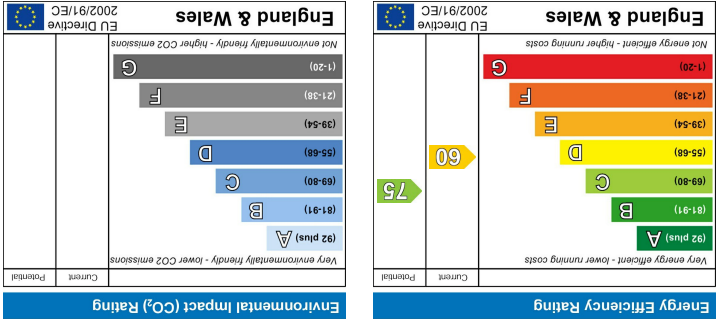 Energy Efficiency Rating
Current
Potential
Very energy efficient - lower running costs
(92 plus) A
(81-91) B
(69-80) C
(55-68) D
(39-54) E
(21-38) F
(1-20) G
60
75
Not energy efficient - higher running costs
England & Wales
EU Directive
2002/91/EC
Environmental Impact (CO₂) Rating
Current
Potential
Very environmentally friendly - lower CO2 emissions
(92 plus) A
(81-91) B
(69-80) C
(55-68) D
(39-54) E
(21-38) F
(1-20) G
Not environmentally friendly - higher CO2 emissions
England & Wales
EU Directive
2002/91/EC